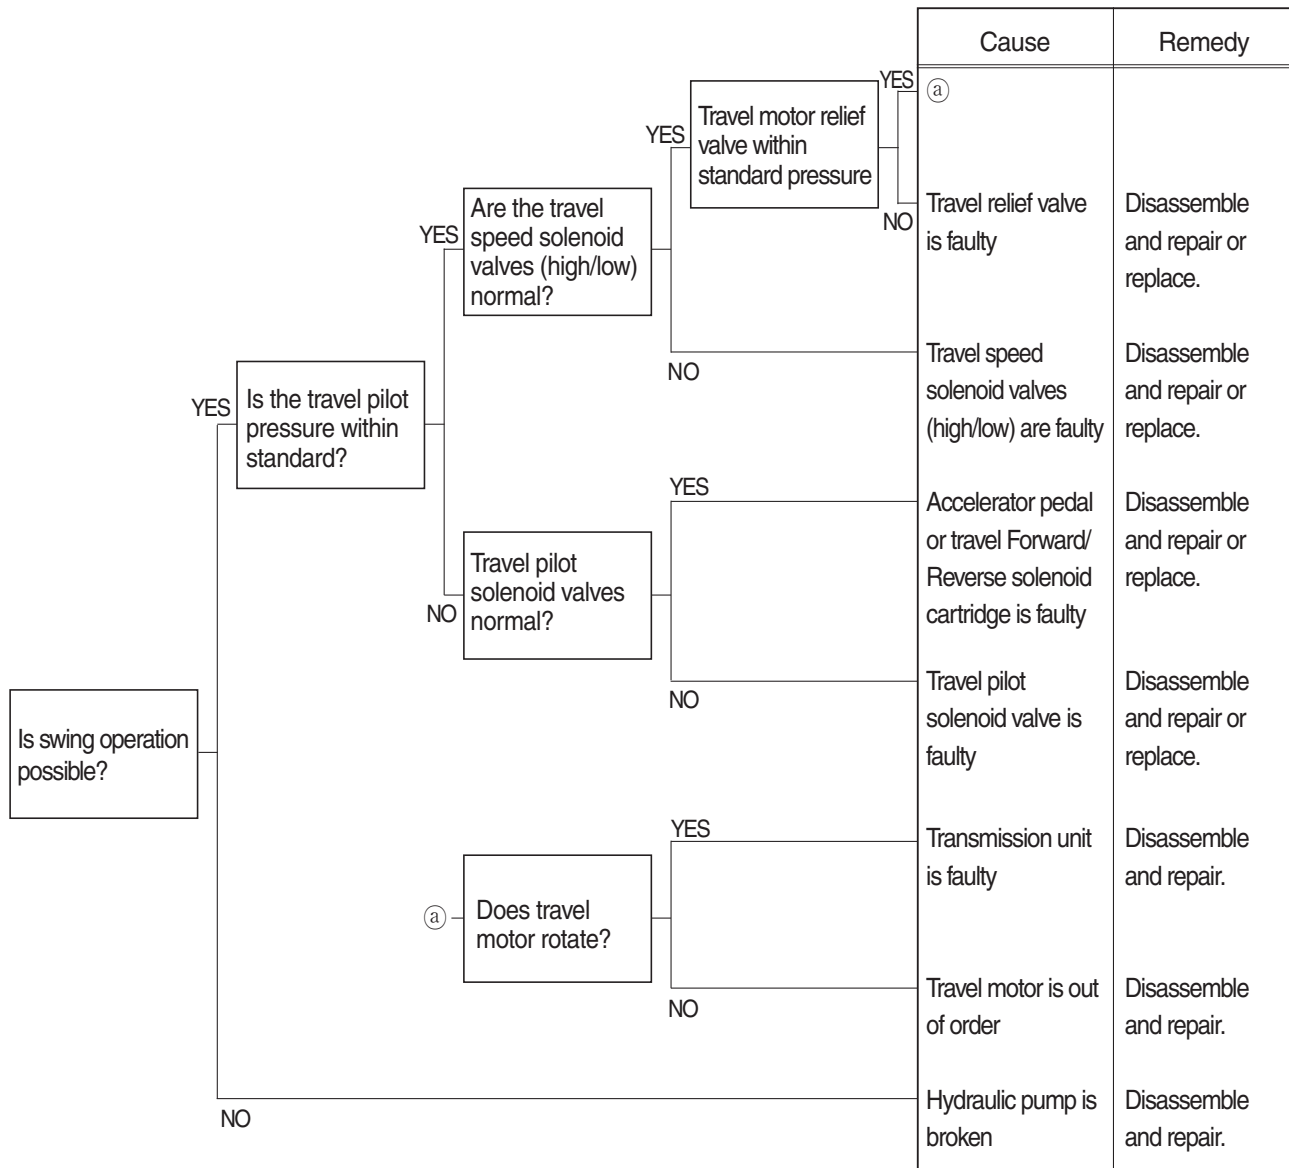 Cause Remedy
YES
ⓐ
Travel motor relief
valve within
standard pressure
YES
NO
Travel relief valve
is faulty
Disassemble
and repair or
replace.
Are the travel
speed solenoid
valves (high/low)
normal?
YES
NO
Travel speed
solenoid valves
(high/low) are faulty
Disassemble
and repair or
replace.
Is the travel pilot
pressure within
standard?
YES
YES
Accelerator pedal
or travel Forward/
Reverse solenoid
cartridge is faulty
Disassemble
and repair or
replace.
Travel pilot
solenoid valves
normal?
NO
NO
Travel pilot
solenoid valve is
faulty
Disassemble
and repair or
replace.
Is swing operation
possible?
YES
Transmission unit
is faulty
Disassemble
and repair.
ⓐ
Does travel
motor rotate?
NO
Travel motor is out
of order
Disassemble
and repair.
NO
Hydraulic pump is
broken
Disassemble
and repair.